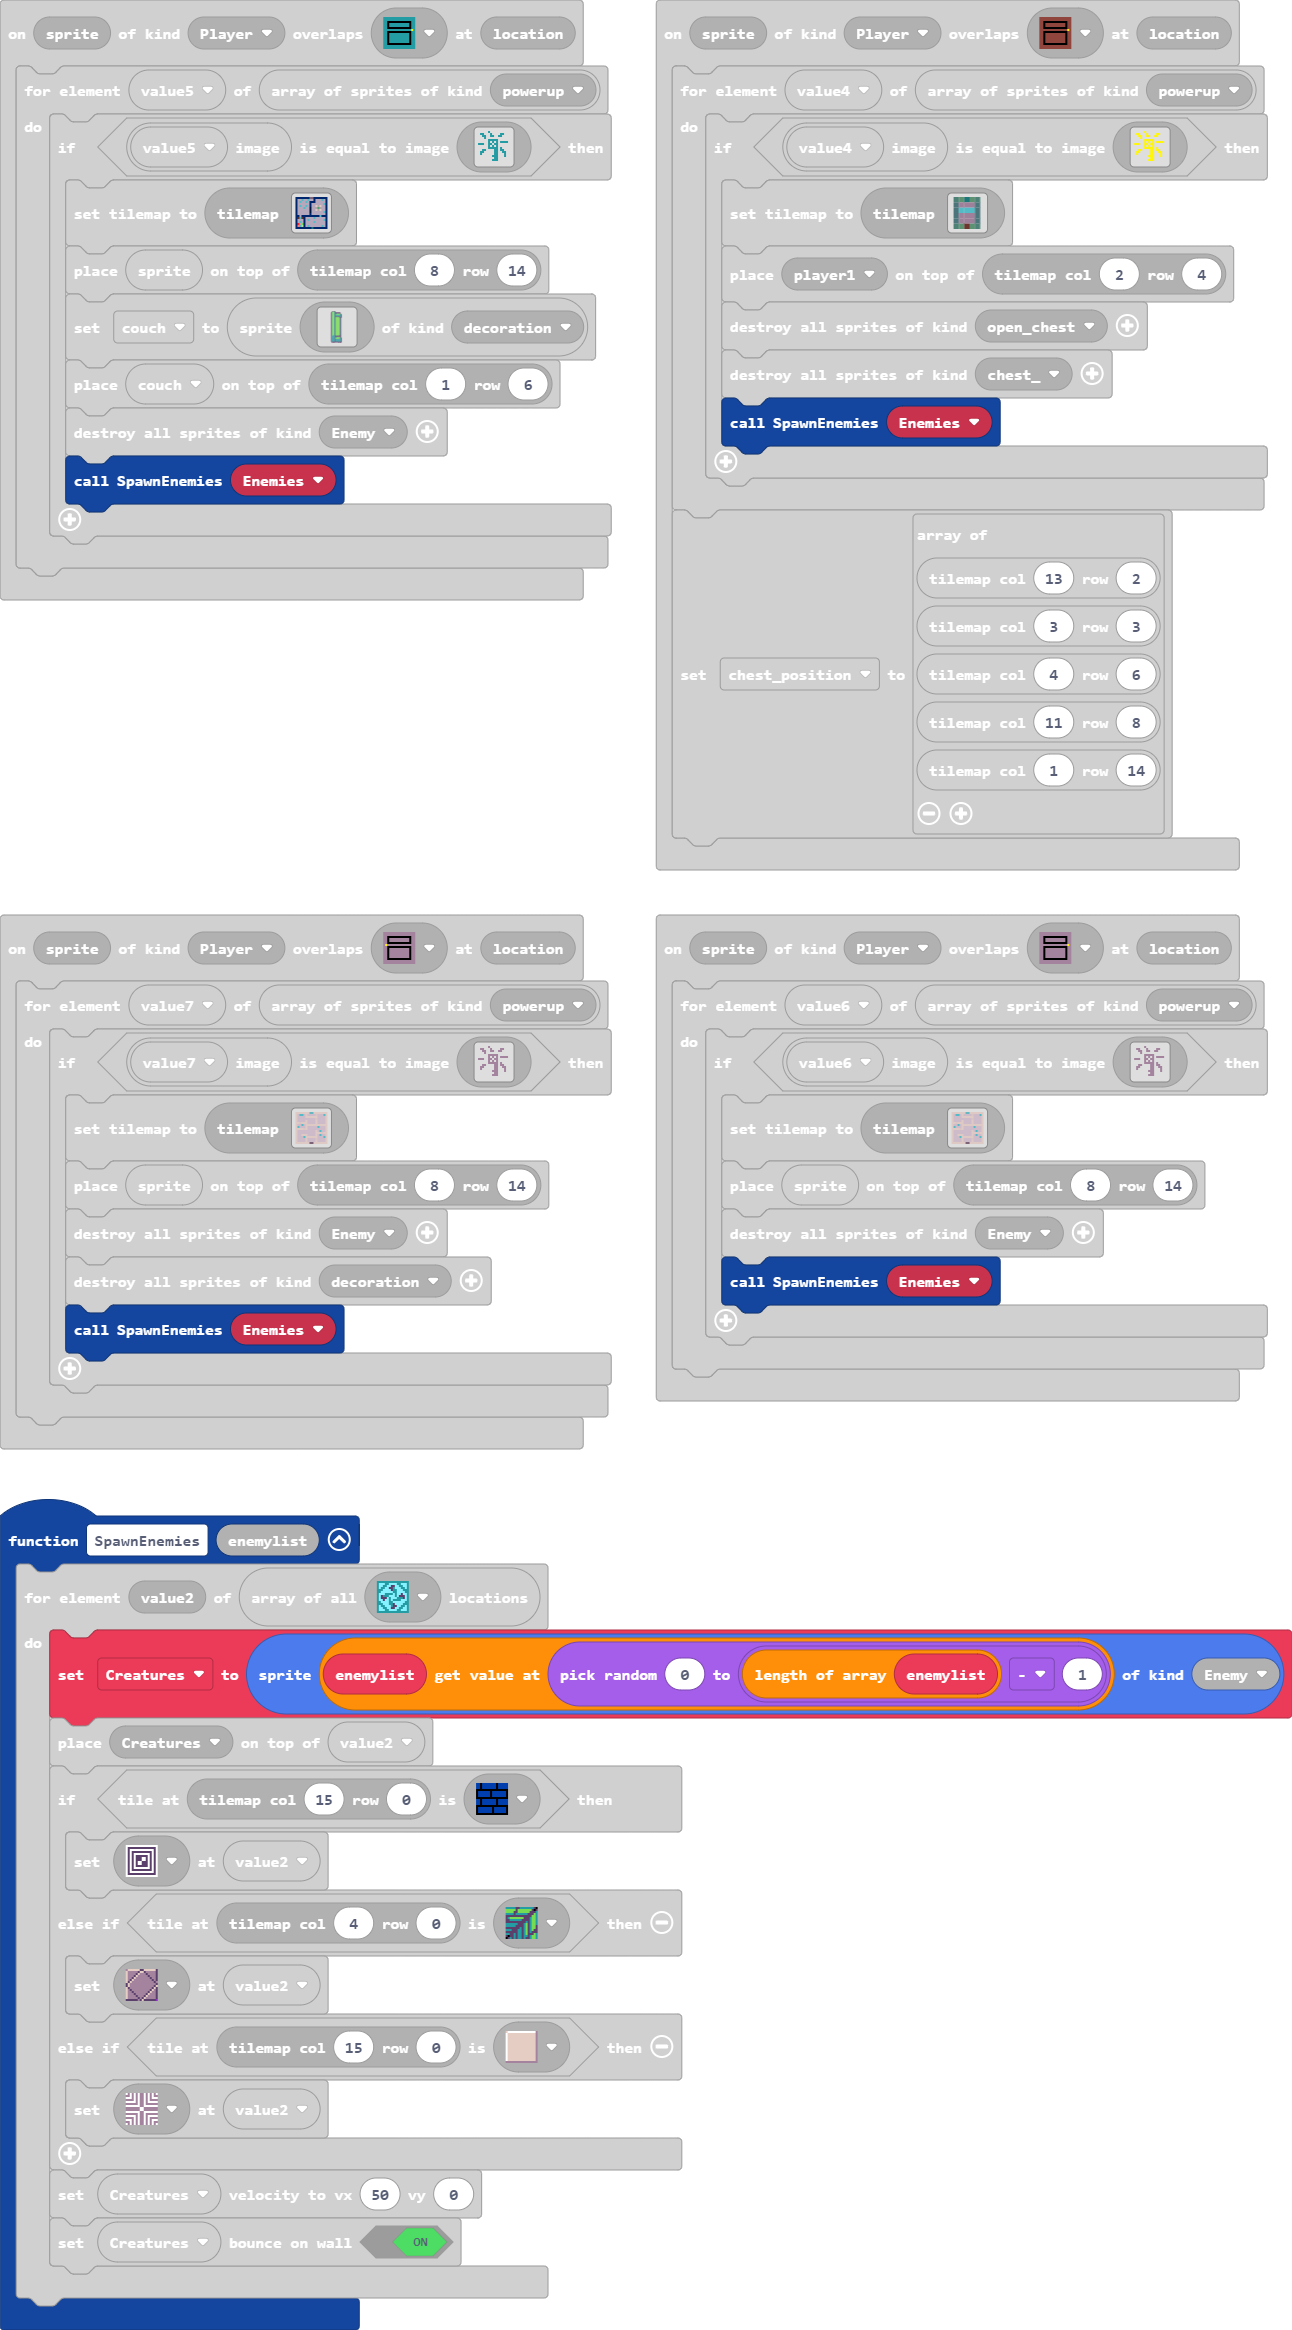 on sprite of kind Player overlaps at location
for element value5 of array of sprites of kind powerup
do
if value5 image is equal to image then
set tilemap to tilemap
place sprite on top of tilemap col 8 row 14
set couch to sprite of kind decoration
place couch on top of tilemap col 1 row 6
destroy all sprites of kind Enemy
call SpawnEnemies Enemies
on sprite of kind Player overlaps at location
for element value4 of array of sprites of kind powerup
do
if value4 image is equal to image then
set tilemap to tilemap
place player1 on top of tilemap col 2 row 4
destroy all sprites of kind open_chest
destroy all sprites of kind chest_
call SpawnEnemies Enemies
array of
tilemap col 13 row 2
tilemap col 3 row 3
tilemap col 4 row 6
set chest_position to
tilemap col 11 row 8
tilemap col 1 row 14
on sprite of kind Player overlaps at location
for element value7 of array of sprites of kind powerup
do
if value7 image is equal to image then
set tilemap to tilemap
place sprite on top of tilemap col 8 row 14
destroy all sprites of kind Enemy
destroy all sprites of kind decoration
call SpawnEnemies Enemies
on sprite of kind Player overlaps at location
for element value6 of array of sprites of kind powerup
do
if value6 image is equal to image then
set tilemap to tilemap
place sprite on top of tilemap col 8 row 14
destroy all sprites of kind Enemy
call SpawnEnemies Enemies
function SpawnEnemies enemylist
for element value2 of array of all locations
do
set Creatures to sprite enemylist get value at pick random 0 to length of array enemylist - 1 of kind Enemy
place Creatures on top of value2
if tile at tilemap col 15 row 0 is then
set at value2
else if tile at tilemap col 4 row 0 is then
set at value2
else if tile at tilemap col 15 row 0 is then
set at value2
set Creatures velocity to vx 50 vy 0
set Creatures bounce on wall ON